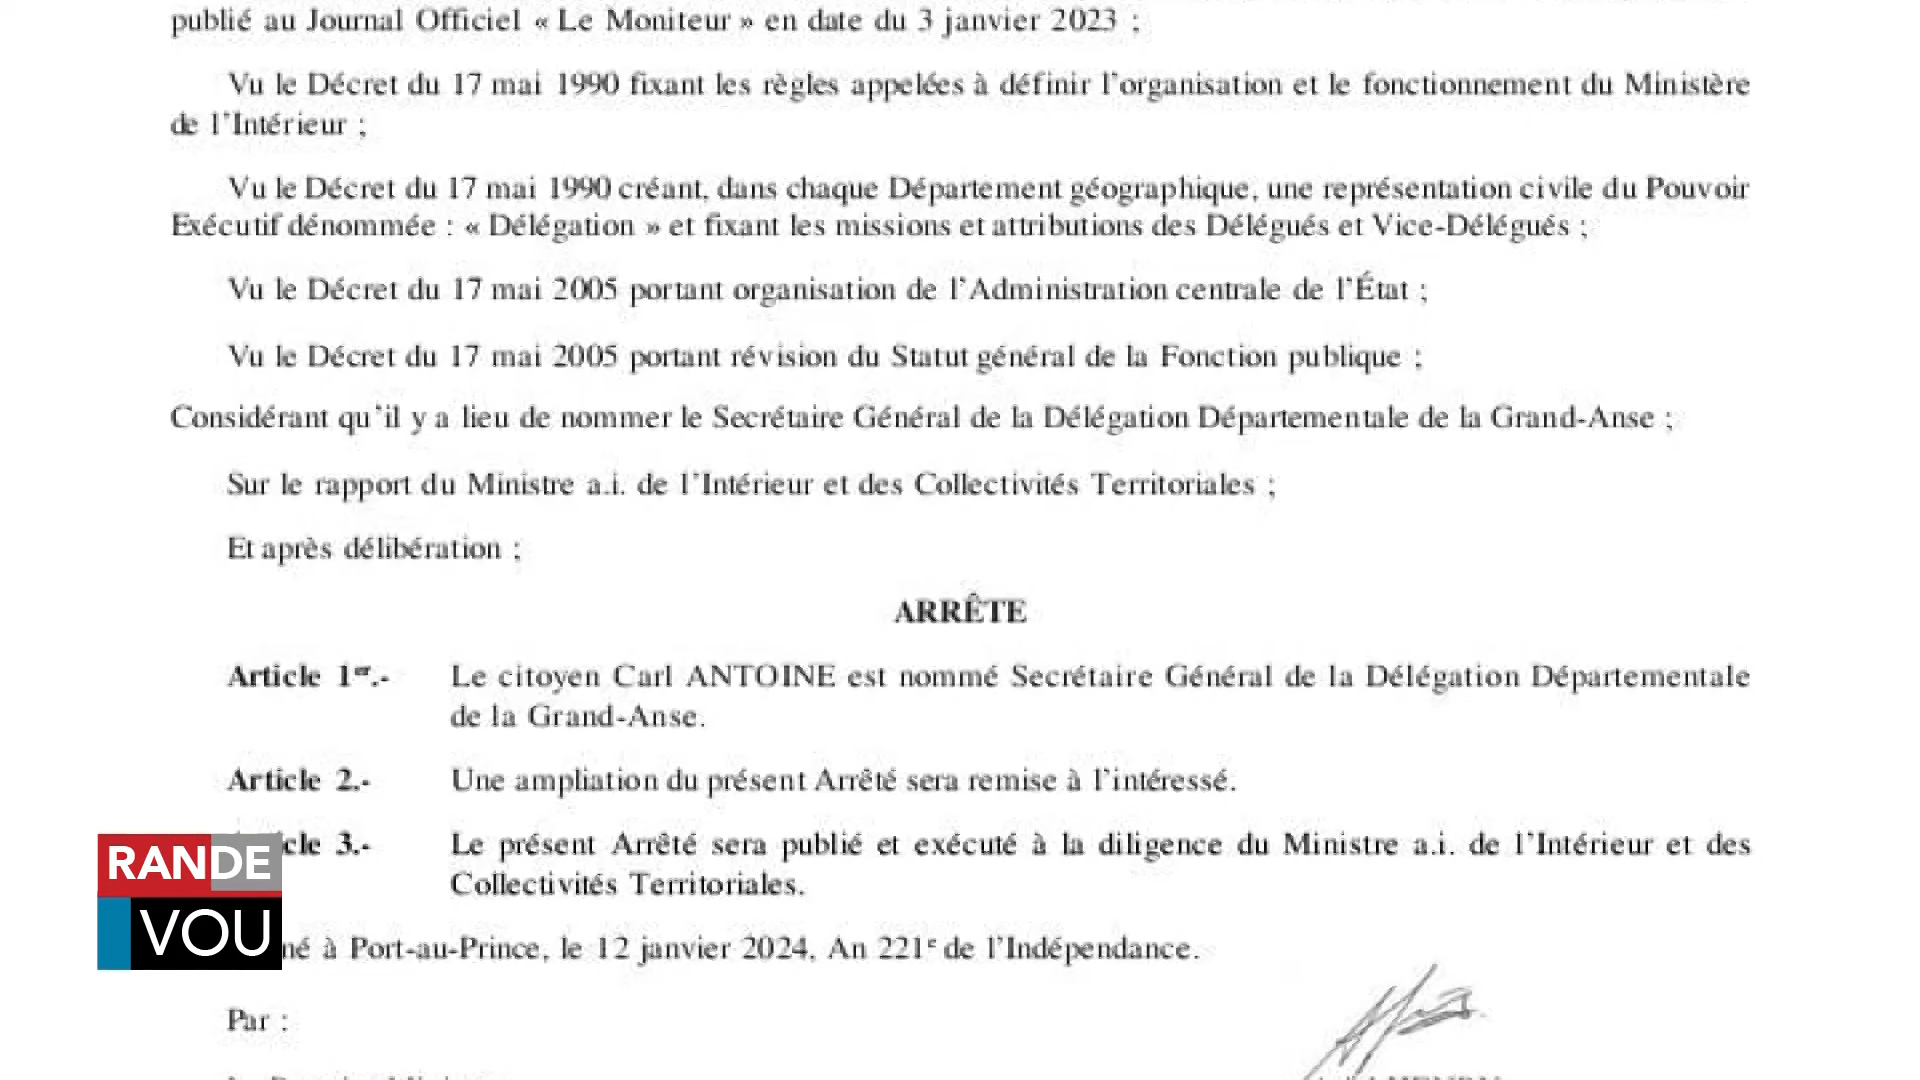 publié au Journal Officiel « Le Moniteur » en date du 3 janvier 2023 ;
Vu le Décret du 17 mai 1990 fixant les règles appelées à définir l'organisation et le fonctionnement du Ministère
de l'Intérieur ;
Vu le Décret du 17 mai 1990 créant, dans chaque Département géographique, une représentation civile du Pouvoir
Exécutif dénommée : « Délégation » et fixant les missions et attributions des Délégués et Vice-Délégués ;
Vu le Décret du 17 mai 2005 portant organisation de l'Administration centrale de l'État ;
Vu le Décret du 17 mai 2005 portant révision du Statut général de la Fonction publique ;
Considérant qu'il y a lieu de nommer le Secrétaire Général de la Délégation Départementale de la Grand-Anse ;
Sur le rapport du Ministre a.i. de l'Intérieur et des Collectivités Territoriales ;
Et après délibération ;
ARRÊTE
Article 1er.- Le citoyen Carl ANTOINE est nommé Secrétaire Général de la Délégation Départementale
de la Grand-Anse.
Article 2.- Une ampliation du présent Arrêté sera remise à l'intéressé.
cle 3.- Le présent Arrêté sera publié et exécuté à la diligence du Ministre a.i. de l'Intérieur et des
Collectivités Territoriales.
né à Port-au-Prince, le 12 janvier 2024, An 221e de l'Indépendance.
Par :
RANDE
VOU